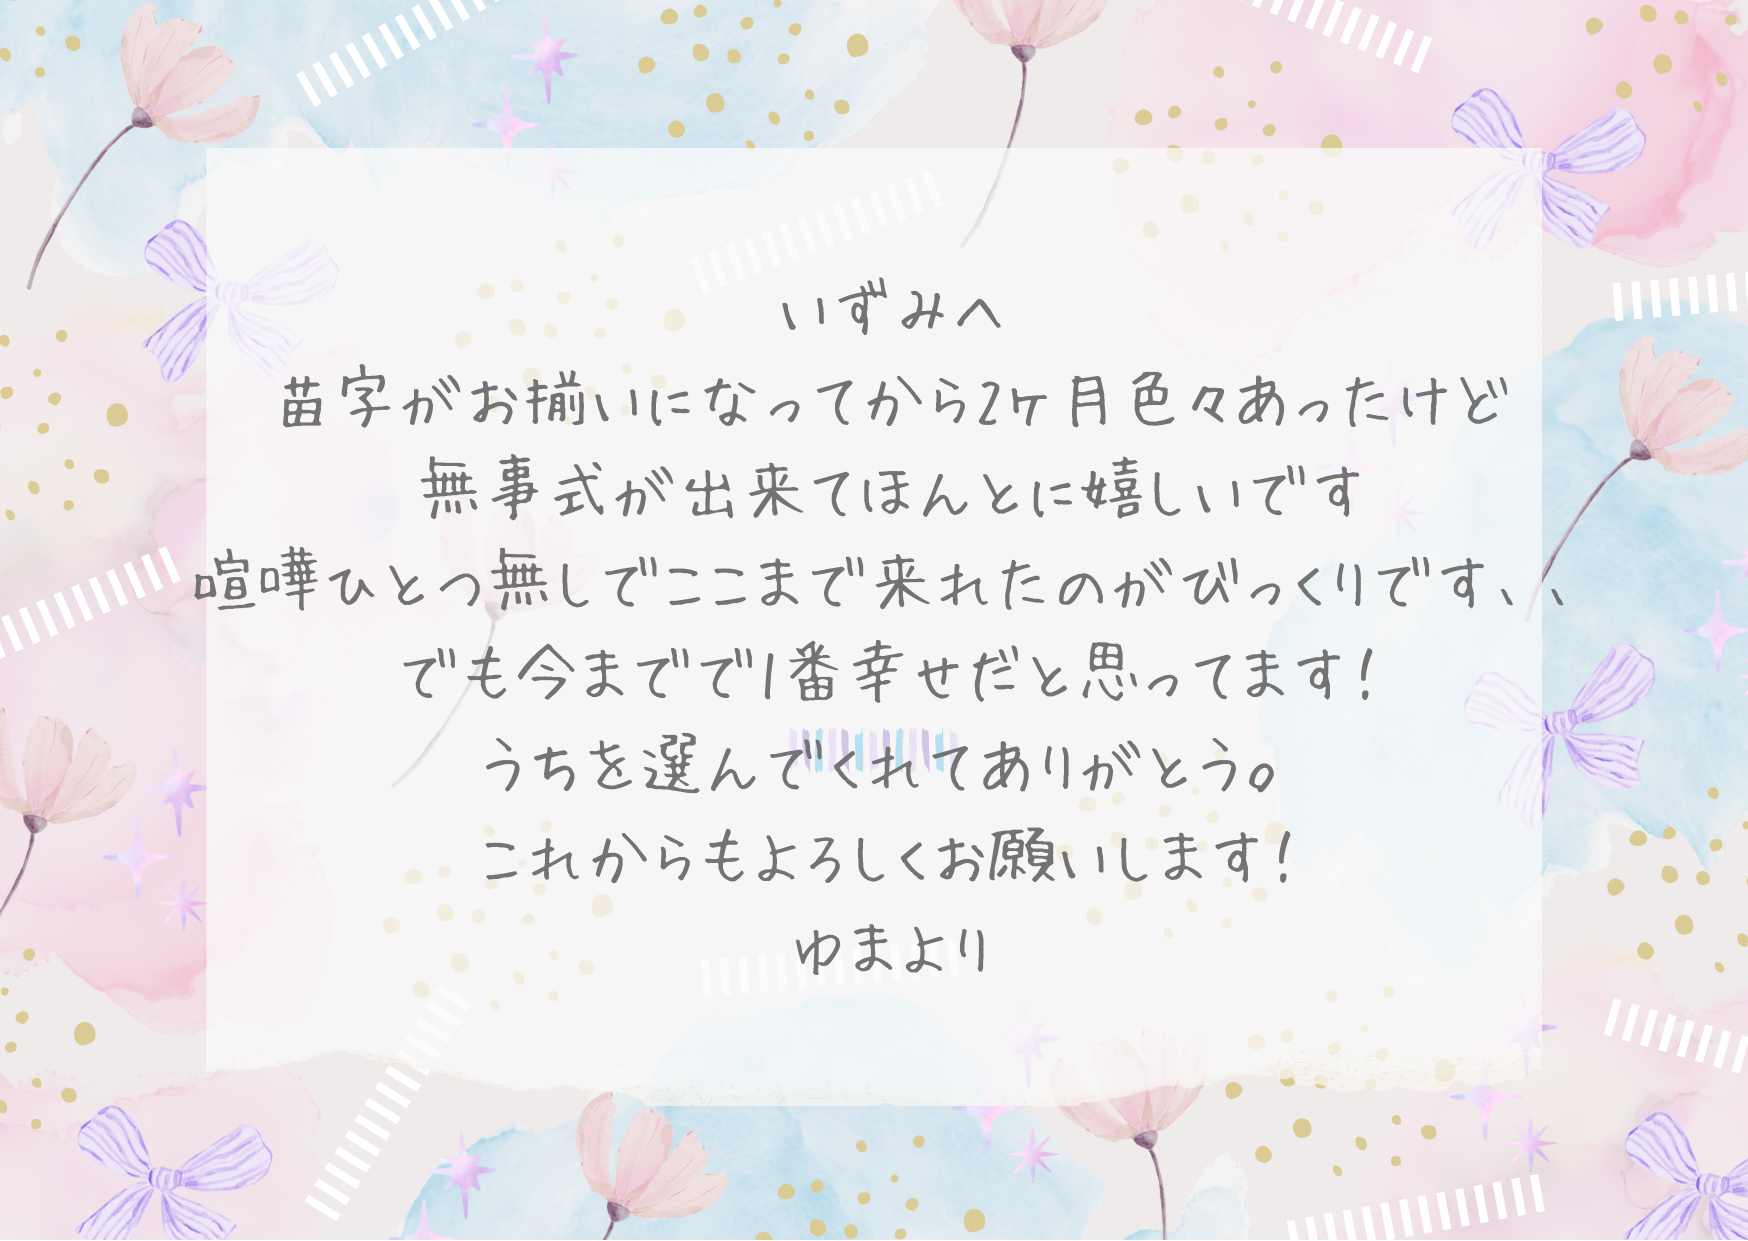 いずみへ
苗字がお揃いになってから2ヶ月色々あったけど
無事式が出来てほんとに嬉しいです
喧嘩ひとつ無しでここまで来れたのがびっくりです、、
でも今までで1番幸せだと思ってます!
うちを選んでくれてありがとう。
これからもよろしくお願いします!
ゆまより